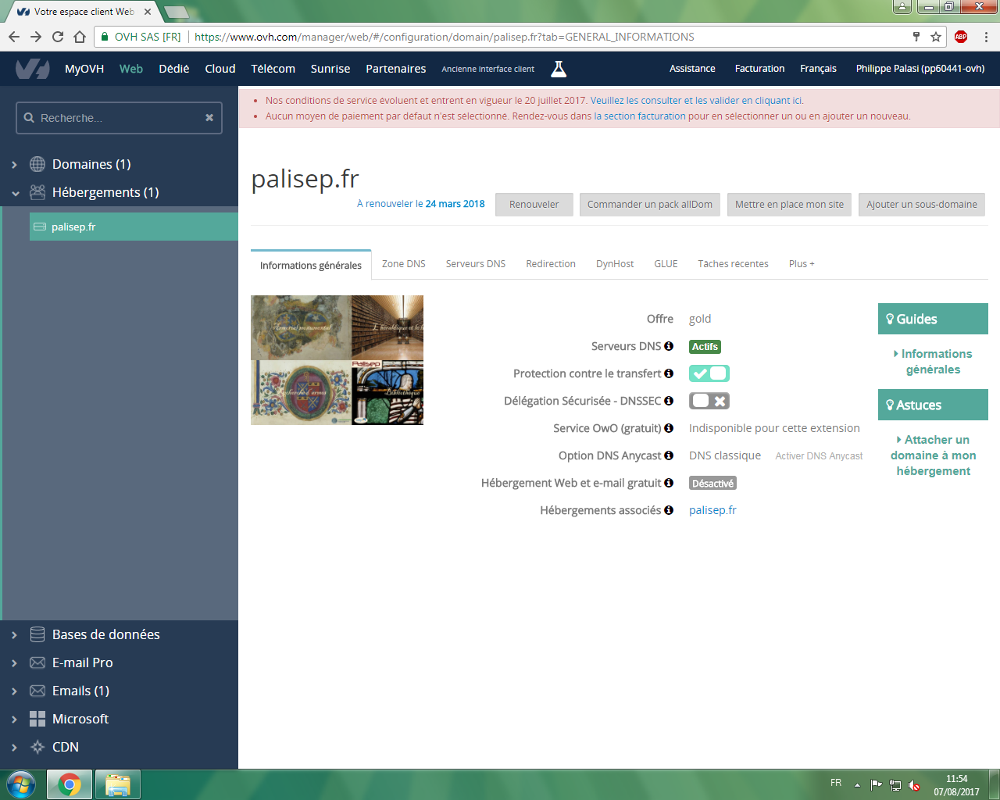 Votre espace client Web
OVH SAS [FR] https://www.ovh.com/manager/web/#/configuration/domain/palisep.fr?tab=GENERAL_INFORMATIONS
ABP
MyOVH Web Dédié Cloud Télécom Sunrise Partenaires Ancienne interface client Assistance Facturation Français Philippe Palasi (pp60441-ovh)
Nos conditions de service évoluent et entrent en vigueur le 20 juillet 2017. Veuillez les consulter et les valider en cliquant ici.
Aucun moyen de paiement par défaut n'est sélectionné. Rendez-vous dans la section facturation pour en sélectionner un ou en ajouter un nouveau.
Recherche...
Domaines (1)
Hébergements (1)
palisep.fr
Bases de données
E-mail Pro
Emails (1)
Microsoft
CDN
palisep.fr
À renouveler le 24 mars 2018 Renouveler Commander un pack allDom Mettre en place mon site Ajouter un sous-domaine
Informations générales Zone DNS Serveurs DNS Redirection DynHost GLUE Tâches récentes Plus +
Armorial monumental
L'héraldique et le
Recherche d'armes
Palisep
Bibliothèque
Offre gold
Serveurs DNS Actifs
Protection contre le transfert
Délégation Sécurisée - DNSSEC
Service OwO (gratuit) Indisponible pour cette extension
Option DNS Anycast DNS classique Activer DNS Anycast
Hébergement Web et e-mail gratuit Désactivé
Hébergements associés palisep.fr
Guides
Informations
générales
Astuces
Attacher un
domaine à mon
hébergement
FR
11:54
07/08/2017